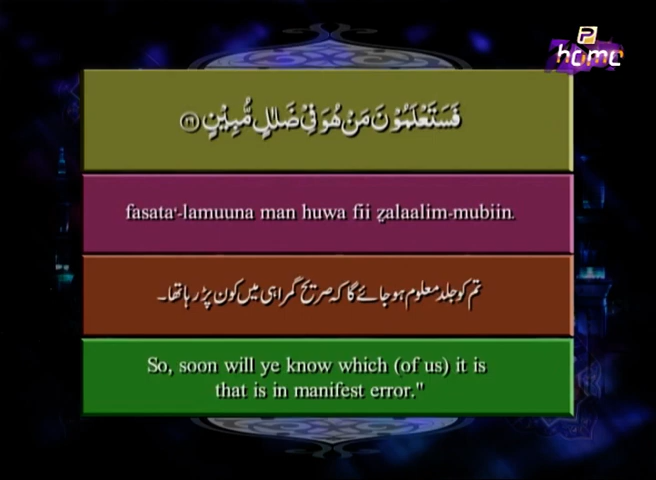 P
home
فَسَتَعْلَمُوْنَ مَنْ هُوَ فِيْ ضَلٰلٍ مُّبِيْنٍ ﴿۲۹﴾
fasata‘-lamuuna man huwa fii zalaalim-mubiin.
تم کو جلد معلوم ہو جائے گا کہ صریح گمراہی میں کون پڑ رہا تھا۔
So, soon will ye know which (of us) it is
that is in manifest error."